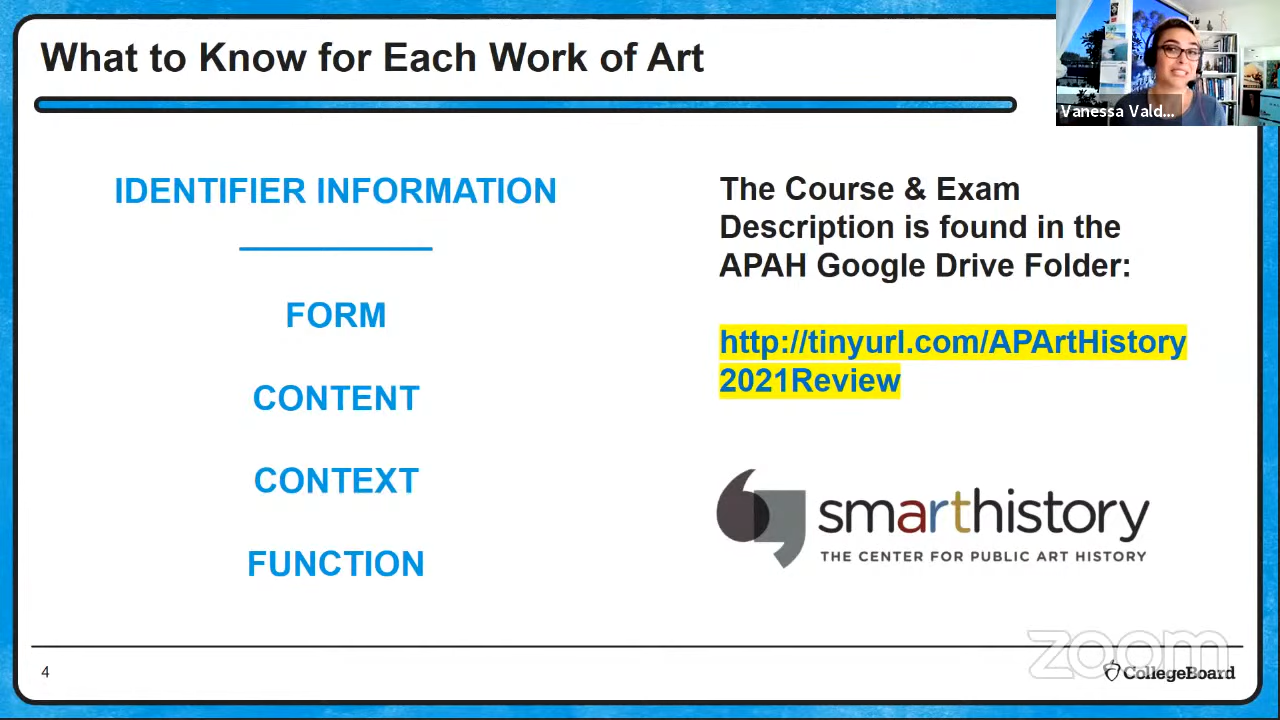 What to Know for Each Work of Art
Vanessa Vald...
IDENTIFIER INFORMATION
FORM
CONTENT
CONTEXT
FUNCTION
The Course & Exam
Description is found in the
APAH Google Drive Folder:
http://tinyurl.com/APArtHistory
2021Review
smarthistory
THE CENTER FOR PUBLIC ART HISTORY
zoom
4
CollegeBoard